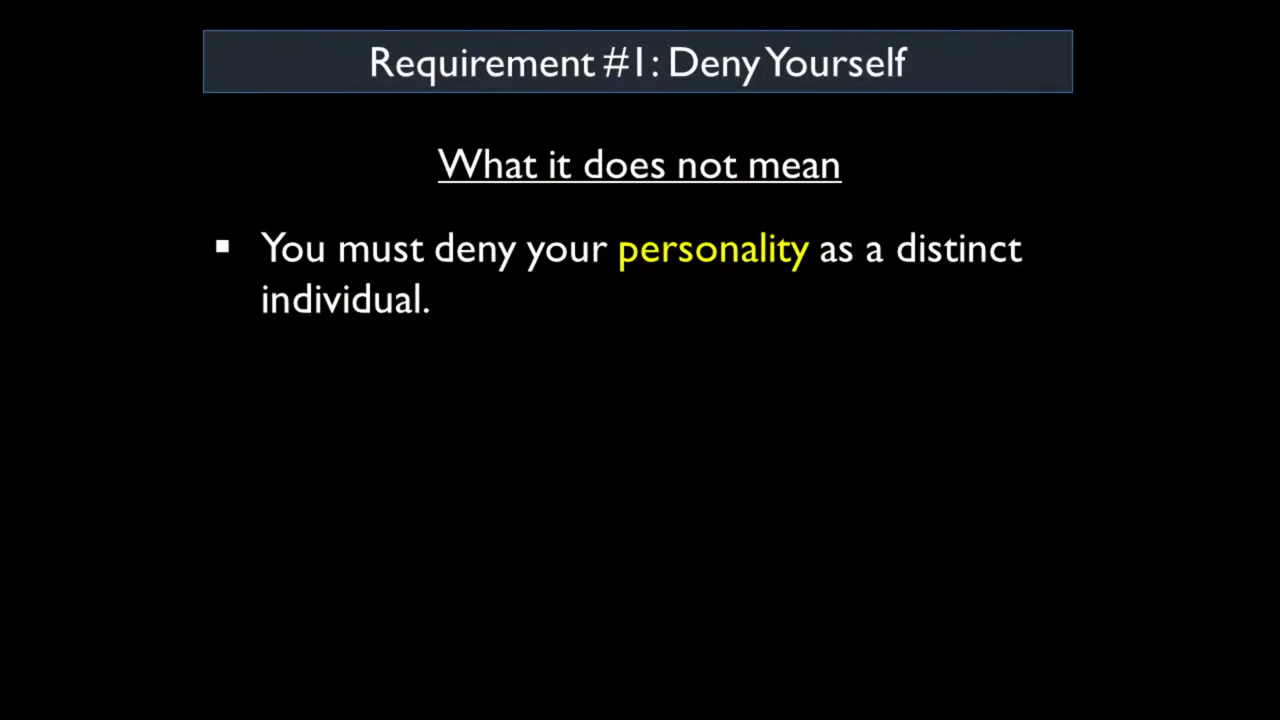 Requirement #1: Deny Yourself
What it does not mean
▪ You must deny your personality as a distinct
individual.